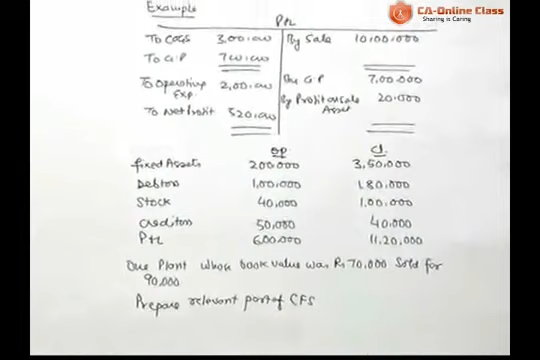 CA-Online Class
Sharing is Caring
Example
P&L
To COGS 3,00,000 By Sale 10,00,000
To G.P 7,00,000
To Operating Exp. 2,00,000 By G.P 7,00,000
To Net Profit 5,20,000 By Profit on Sale Asset 20,000
OP Cl.
Fixed Assets 200,000 3,50,000
Debtors 1,00,000 1,80,000
Stock 40,000 1,00,000
Creditors 50,000 40,000
P&L 6,00,000 11,20,000
One Plant whose book value was Rs 70,000 Sold for
90,000
Prepare relevant part of CFS